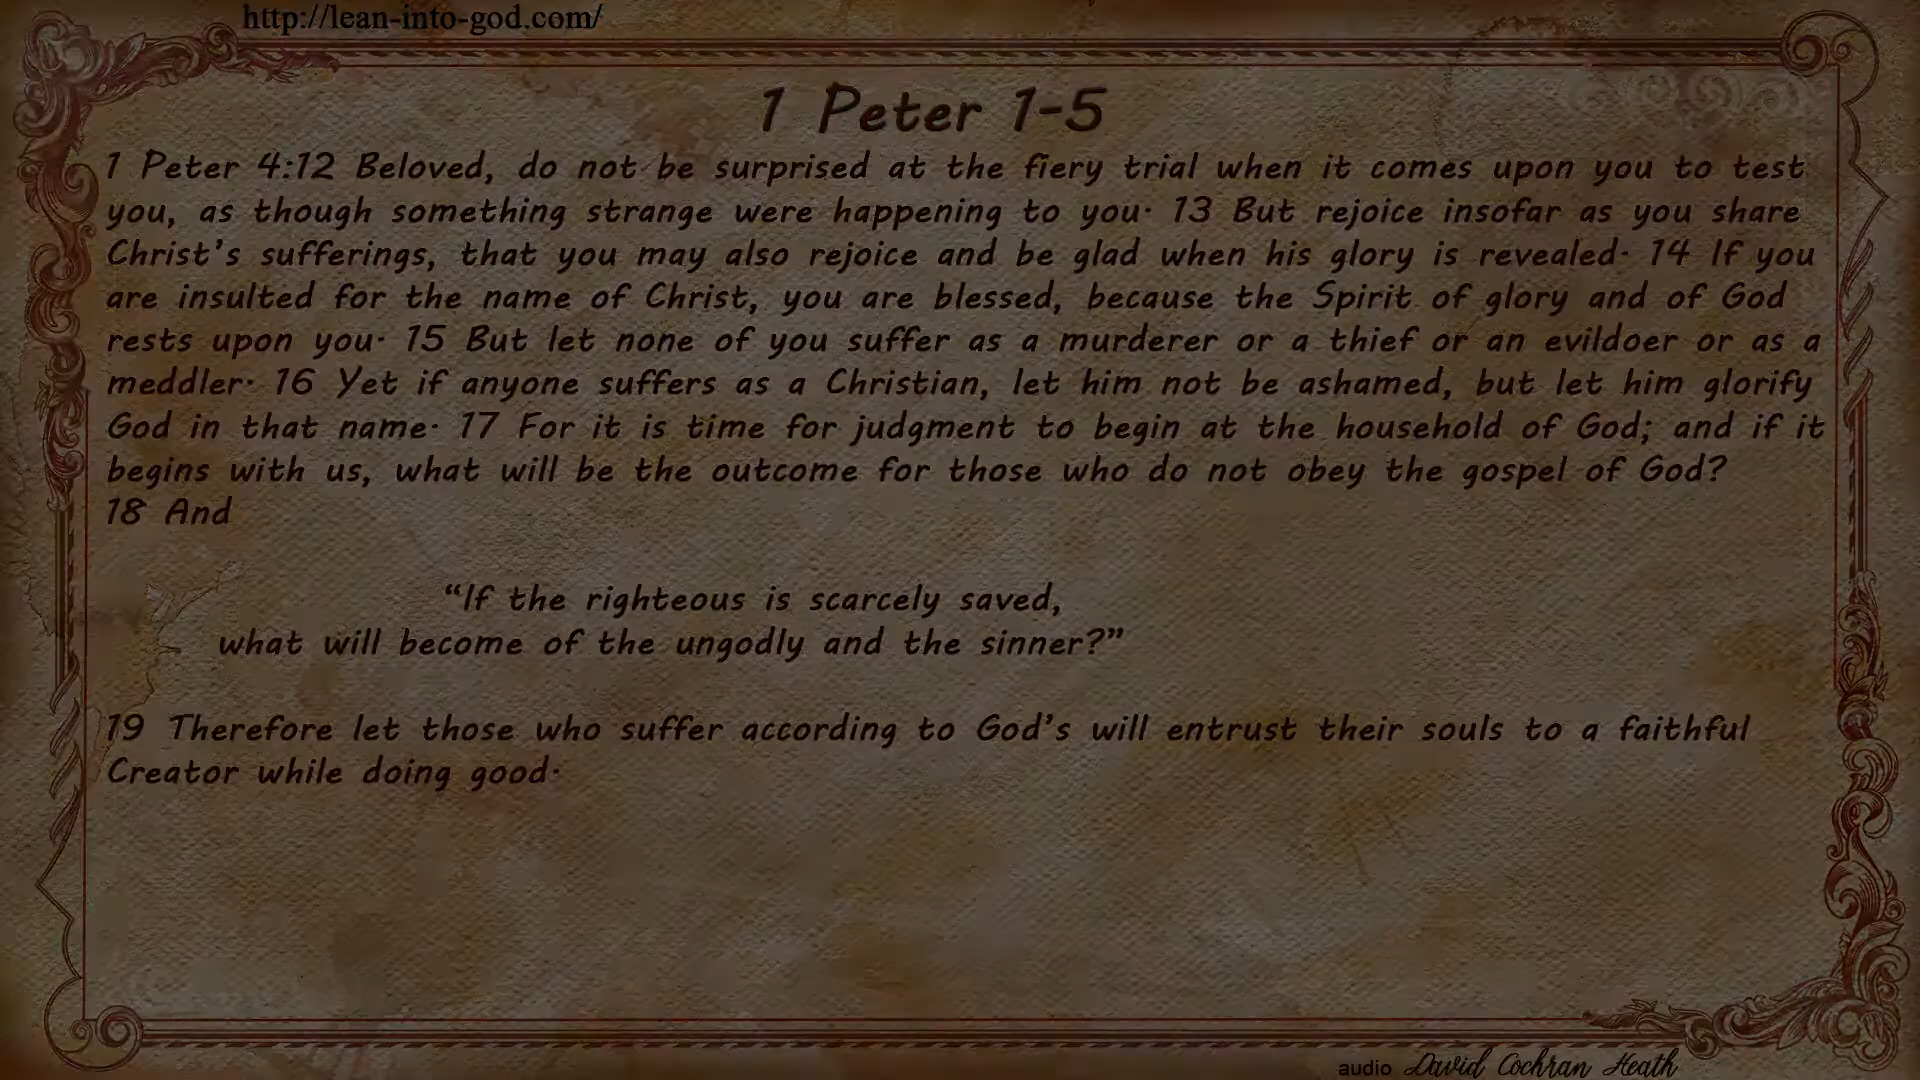 http://lean-into-god.com/
1 Peter 1-5
1 Peter 4:12 Beloved, do not be surprised at the fiery trial when it comes upon you to test
you, as though something strange were happening to you. 13 But rejoice insofar as you share
Christ's sufferings, that you may also rejoice and be glad when his glory is revealed. 14 If you
are insulted for the name of Christ, you are blessed, because the Spirit of glory and of God
rests upon you. 15 But let none of you suffer as a murderer or a thief or an evildoer or as a
meddler. 16 Yet if anyone suffers as a Christian, let him not be ashamed, but let him glorify
God in that name. 17 For it is time for judgment to begin at the household of God; and if it
begins with us, what will be the outcome for those who do not obey the gospel of God?
18 And
“If the righteous is scarcely saved,
what will become of the ungodly and the sinner?”
19 Therefore let those who suffer according to God's will entrust their souls to a faithful
Creator while doing good.
audio David Cochran Heath